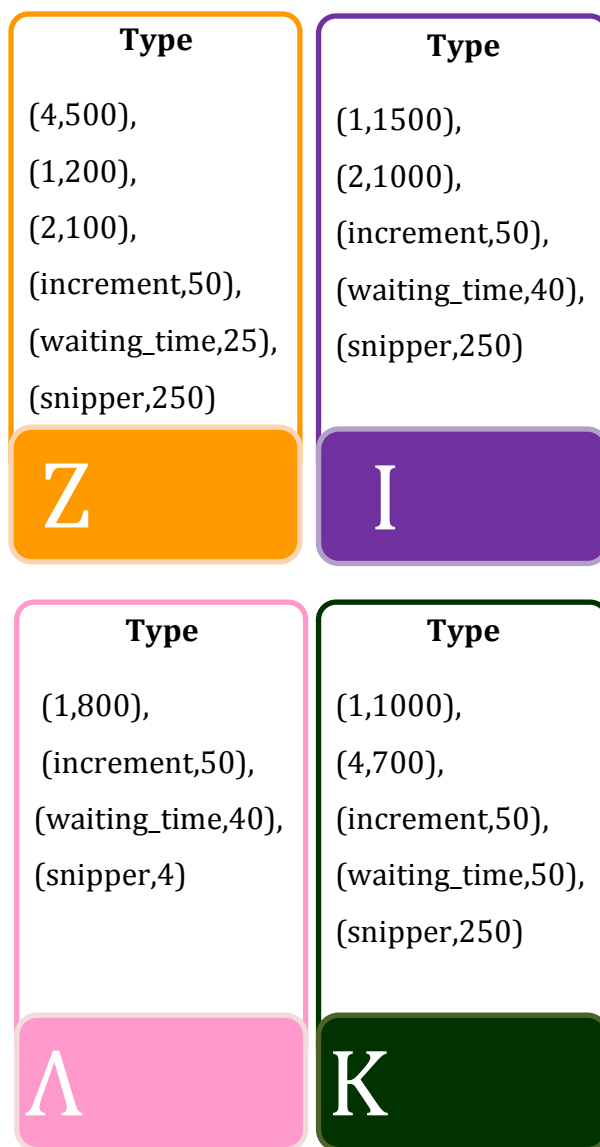 Type
(4,500),
(1,200),
(2,100),
(increment,50),
(waiting_time,25),
(snipper,250)
Z
Type
(1,1500),
(2,1000),
(increment,50),
(waiting_time,40),
(snipper,250)
I
Type
(1,800),
(increment,50),
(waiting_time,40),
(snipper,4)
Λ
Type
(1,1000),
(4,700),
(increment,50),
(waiting_time,50),
(snipper,250)
K